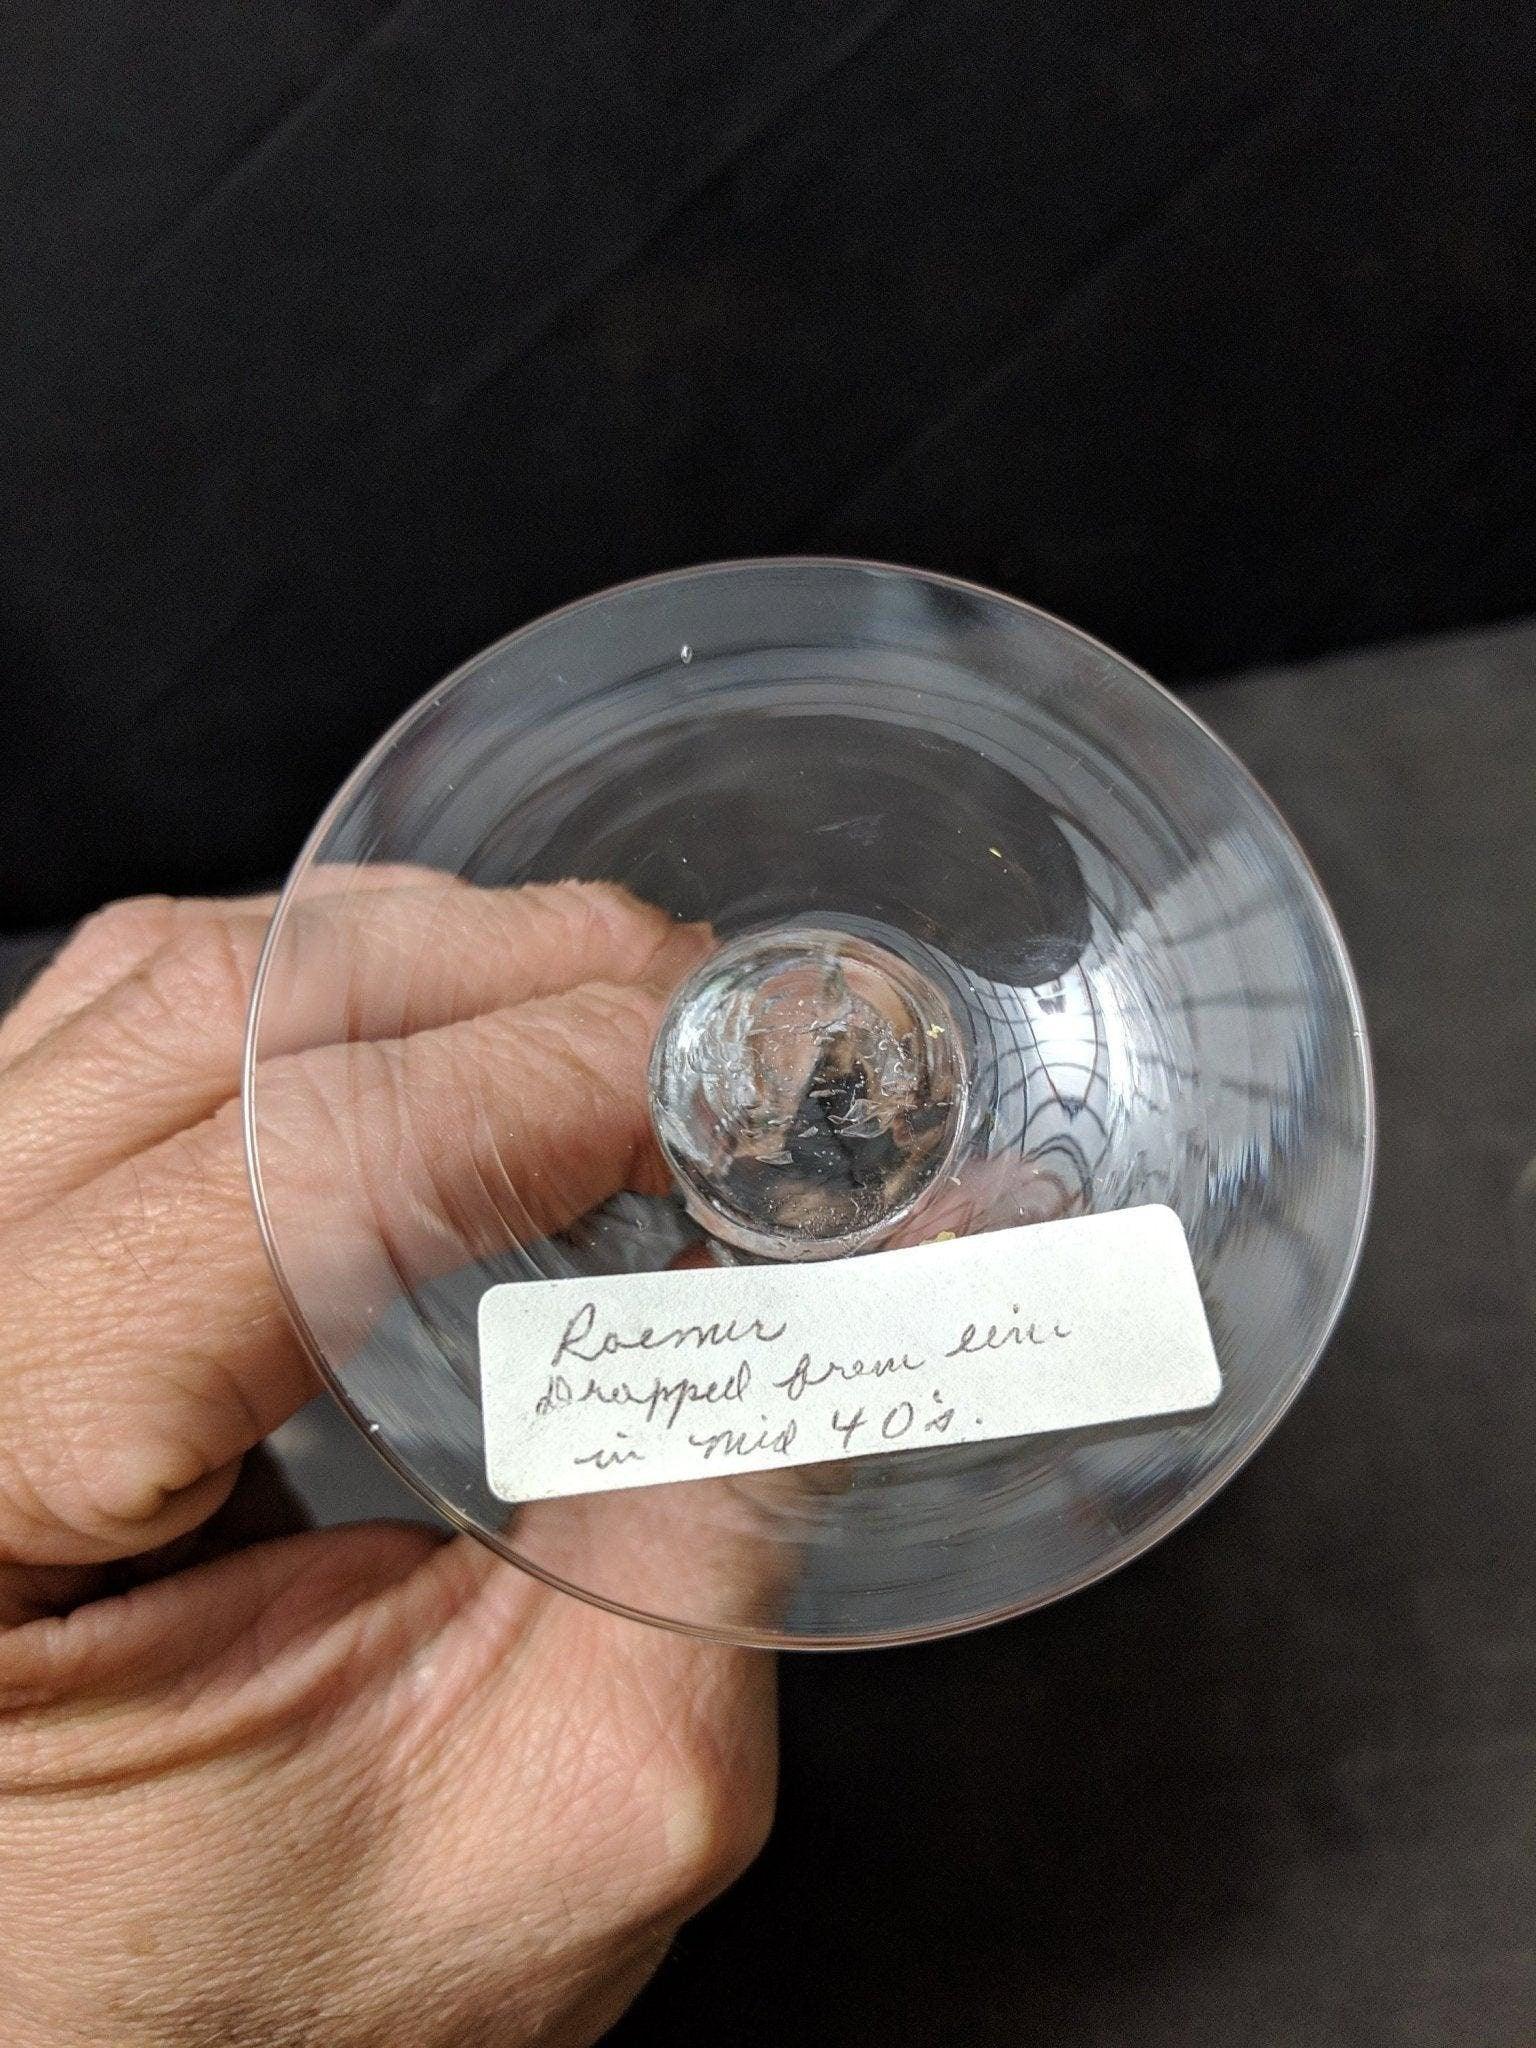 Roemer
Dropped from line
in mid 40's.